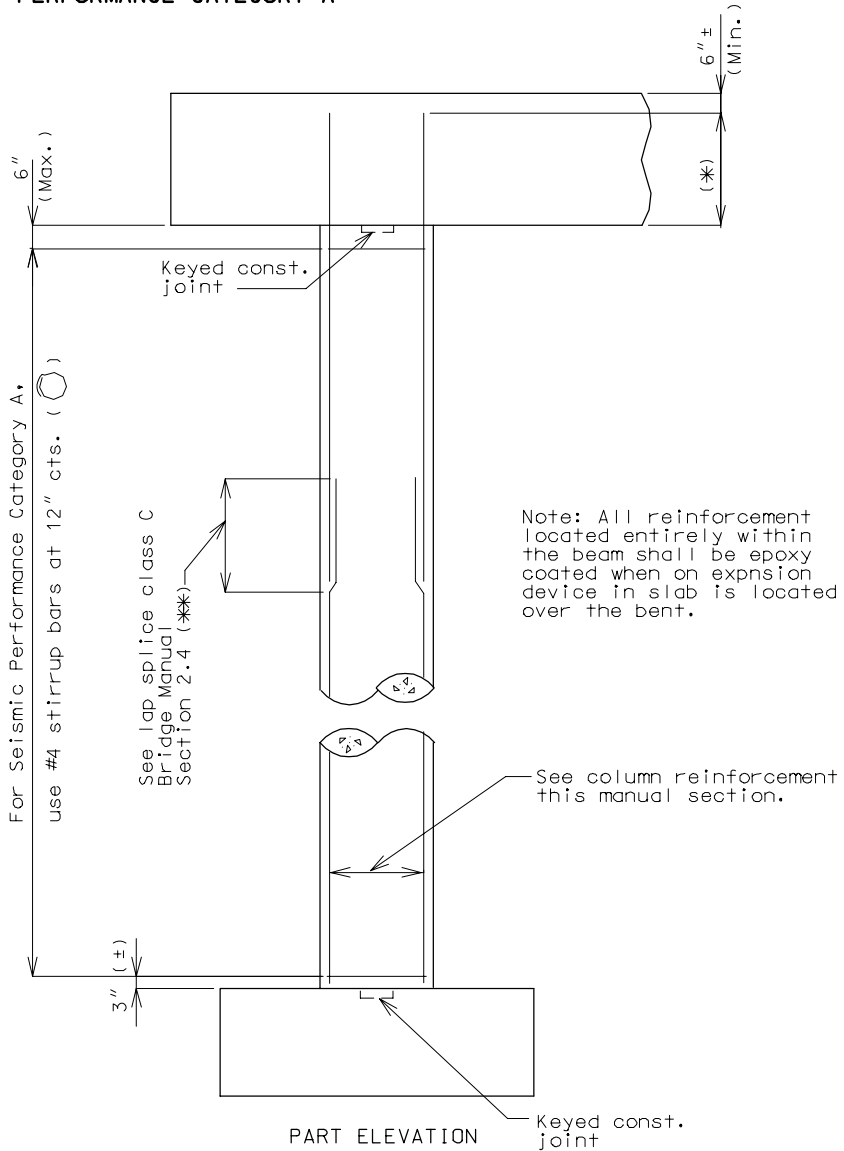 PERFORMANCE CATEGORY A
6"±
(Min.)
6"
(Max.)
(*)
Keyed const.
joint
For Seismic Performance Category A,
use #4 stirrup bars at 12" cts. ( )
See lap splice class C
Bridge Manual
Section 2.4 (**)
Note: All reinforcement
located entirely within
the beam shall be epoxy
coated when on expnsion
device in slab is located
over the bent.
See column reinforcement
this manual section.
3" (±)
Keyed const.
joint
PART ELEVATION